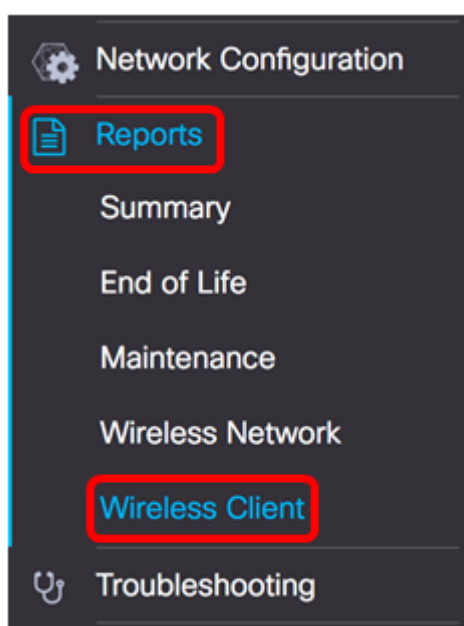 Network Configuration
Reports
Summary
End of Life
Maintenance
Wireless Network
Wireless Client
Troubleshooting